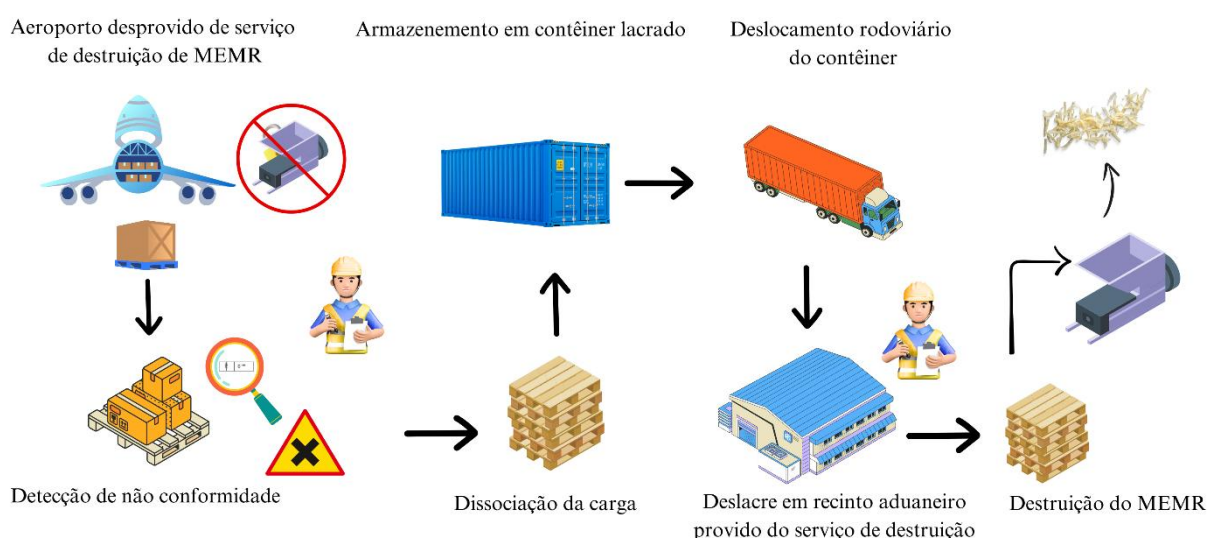 Aeroporto desprovido de serviço
de destruição de MEMR
Armazenemento em contêiner lacrado
Deslocamento rodoviário
do contêiner
Detecção de não conformidade
Dissociação da carga
Deslacre em recinto aduaneiro
provido do serviço de destruição
Destruição do MEMR